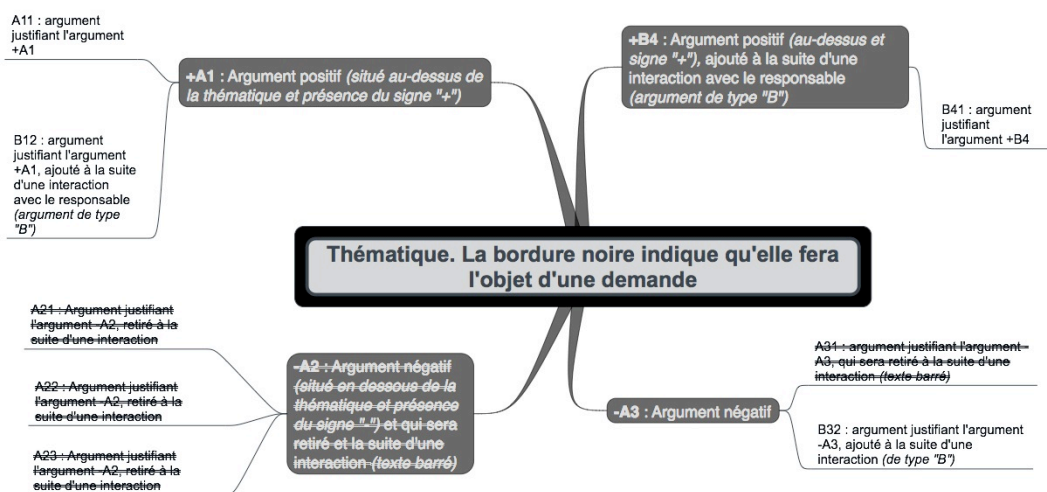 A11 : argument
justifiant l'argument
+A1
+A1 : Argument positif (situé au-dessus de
la thématique et présence du signe "+")
B12 : argument
justifiant l'argument
+A1, ajouté à la suite
d'une interaction
avec le responsable
(argument de type
"B")
+B4 : Argument positif (au-dessus et
signe "+"), ajouté à la suite d'une
interaction avec le responsable
(argument de type "B")
B41 : argument
justifiant
l'argument +B4
Thématique. La bordure noire indique qu'elle fera
l'objet d'une demande
A21 : Argument justifiant
l'argument -A2, retiré à la
suite d'une interaction
A22 : Argument justifiant
l'argument -A2, retiré à la
suite d'une interaction
A23 : Argument justifiant
l'argument -A2, retiré à la
suite d'une interaction
-A2 : Argument négatif
(situé en dessous de la
thématique et présence
du signe "-") et qui sera
retiré et la suite d'une
interaction (texte barré)
-A3 : Argument négatif
A31 : argument justifiant l'argument -
A3, qui sera retiré à la suite d'une
interaction (texte barré)
B32 : argument justifiant l'argument
-A3, ajouté à la suite d'une
interaction (de type "B")